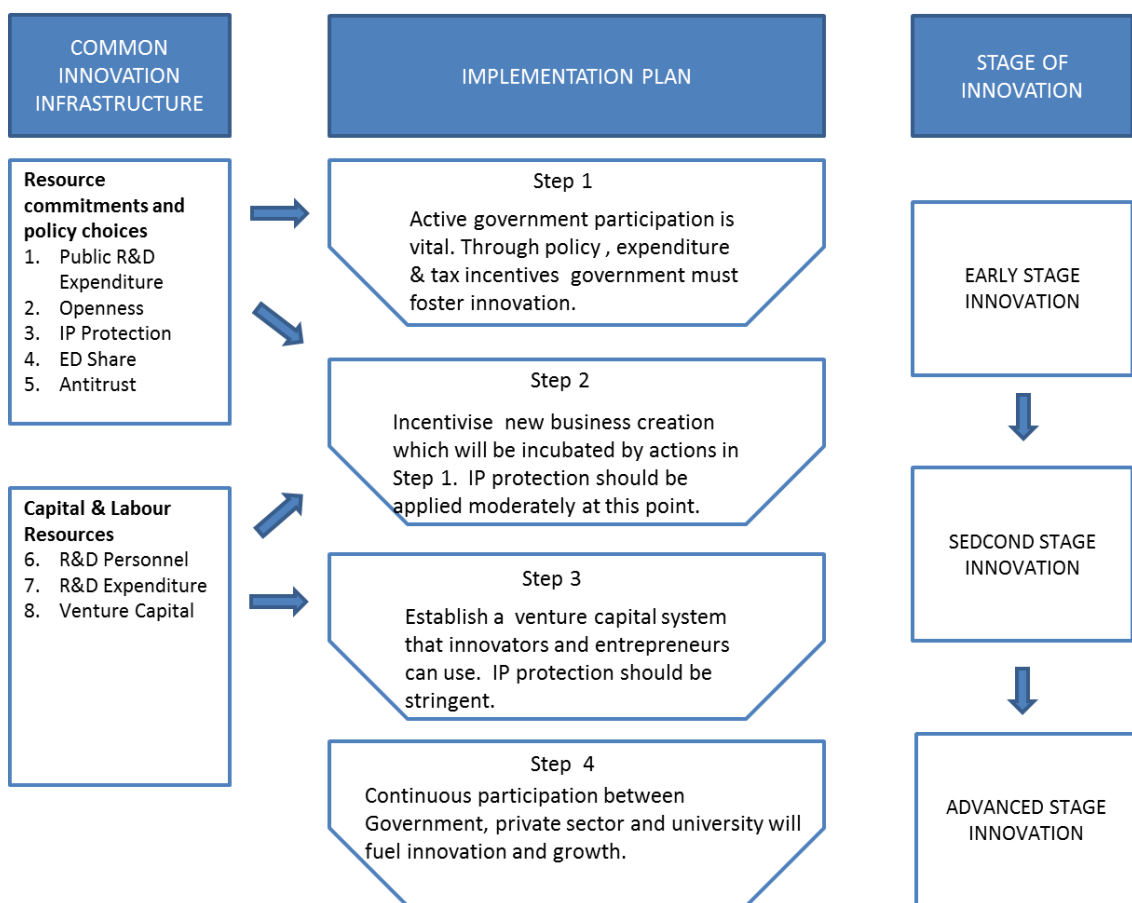 COMMON
INNOVATION
INFRASTRUCTURE
IMPLEMENTATION PLAN
STAGE OF
INNOVATION
Resource
commitments and
policy choices
1. Public R&D
Expenditure
2. Openness
3. IP Protection
4. ED Share
5. Antitrust
Capital & Labour
Resources
6. R&D Personnel
7. R&D Expenditure
8. Venture Capital
Step 1
Active government participation is
vital. Through policy , expenditure
& tax incentives government must
foster innovation.
Step 2
Incentivise new business creation
which will be incubated by actions in
Step 1. IP protection should be
applied moderately at this point.
Step 3
Establish a venture capital system
that innovators and entrepreneurs
can use. IP protection should be
stringent.
Step 4
Continuous participation between
Government, private sector and university will
fuel innovation and growth.
EARLY STAGE
INNOVATION
SEDCOND STAGE
INNOVATION
ADVANCED STAGE
INNOVATION